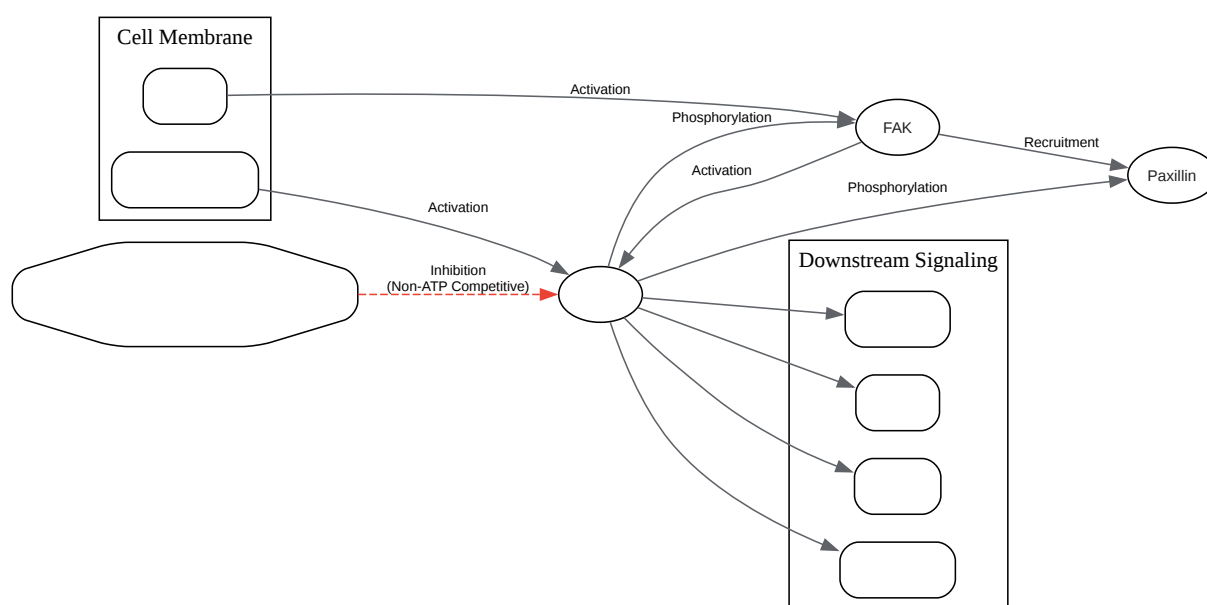 Cell Membrane
Activation
Phosphorylation
FAK
Recruitment
Activation
Paxillin
Phosphorylation
Activation
Downstream Signaling
Inhibition
(Non-ATP Competitive)